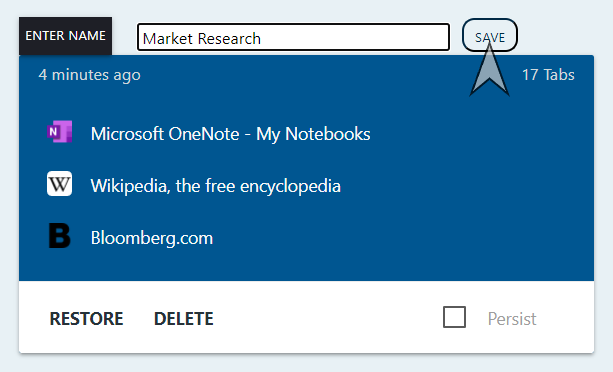 ENTER NAME Market Research SAVE
4 minutes ago 17 Tabs
N Microsoft OneNote - My Notebooks
W Wikipedia, the free encyclopedia
B Bloomberg.com
RESTORE DELETE Persist